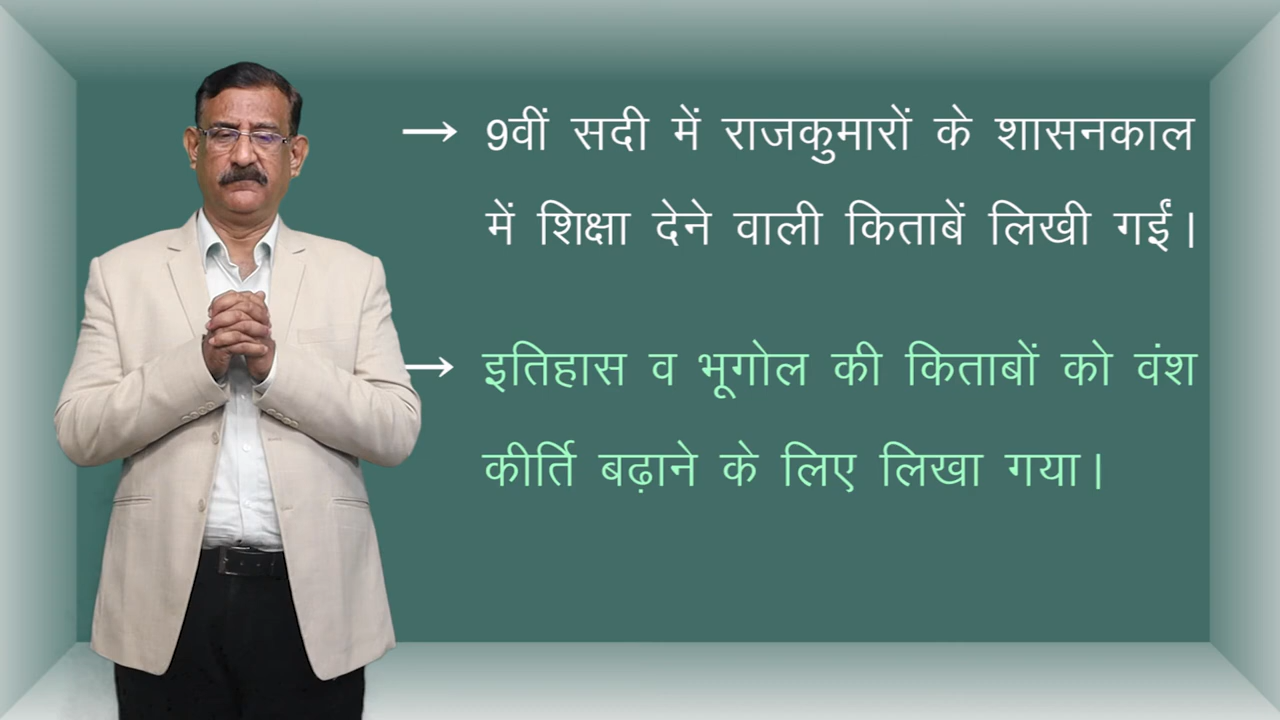 → 9वीं सदी में राजकुमारों के शासनकाल
में शिक्षा देने वाली किताबें लिखी गईं।
→ इतिहास व भूगोल की किताबों को वंश
कीर्ति बढ़ाने के लिए लिखा गया।